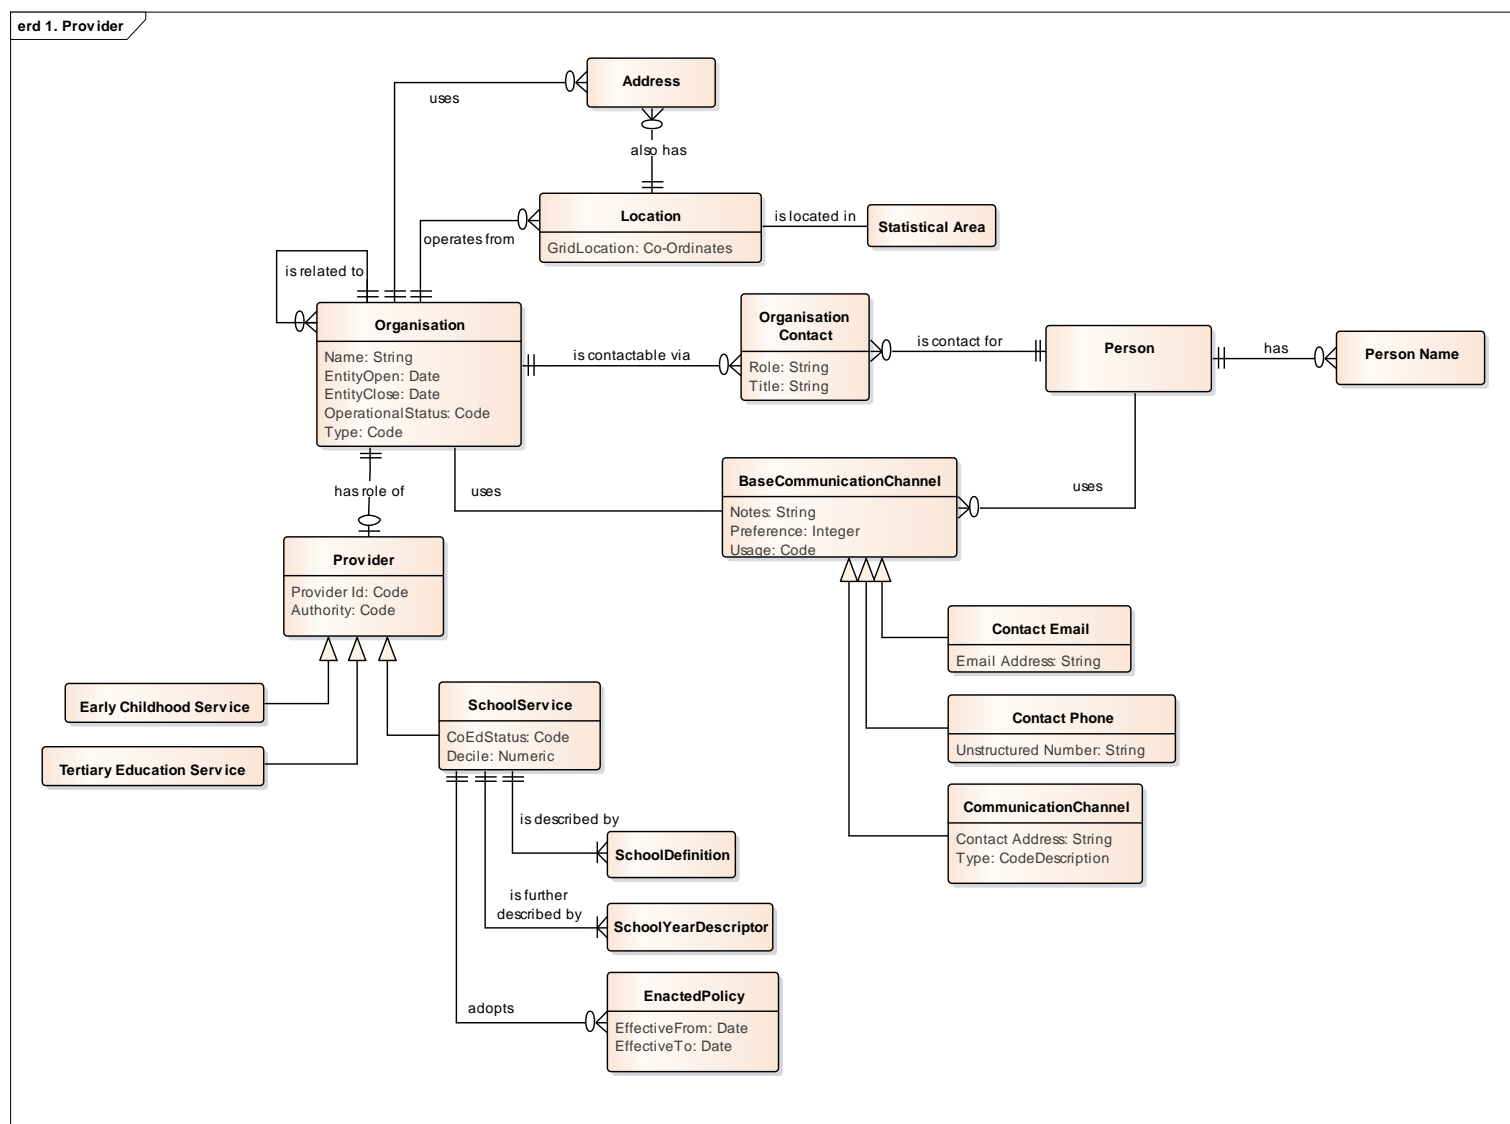 erd 1. Provider
Address
uses
also has
Location
GridLocation: Co-Ordinates
is located in
Statistical Area
operates from
is related to
Organisation
Name: String
EntityOpen: Date
EntityClose: Date
OperationalStatus: Code
Type: Code
is contactable via
Organisation
Contact
Role: String
Title: String
is contact for
Person
has
Person Name
has role of
uses
BaseCommunicationChannel
Notes: String
Preference: Integer
Usage: Code
uses
Provider
Provider Id: Code
Authority: Code
Contact Email
Email Address: String
Early Childhood Service
Tertiary Education Service
SchoolService
CoEdStatus: Code
Decile: Numeric
Contact Phone
Unstructured Number: String
CommunicationChannel
Contact Address: String
Type: CodeDescription
is described by
SchoolDefinition
is further
described by
SchoolYearDescriptor
adopts
EnactedPolicy
EffectiveFrom: Date
EffectiveTo: Date